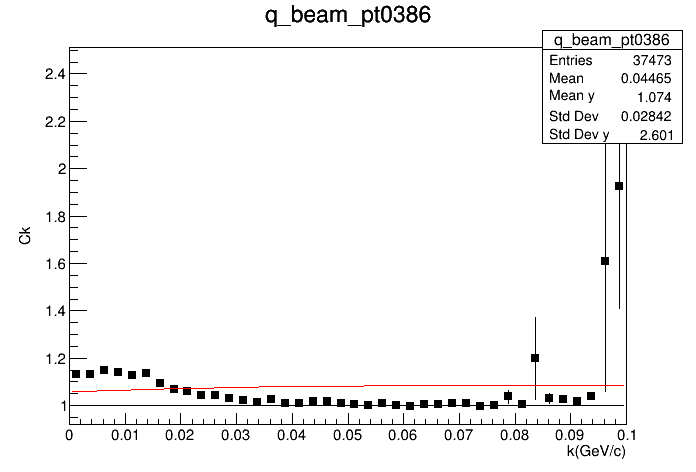 q_beam_pt0386
q_beam_pt0386
Entries 37473
Mean 0.04465
Mean y 1.074
Std Dev 0.02842
Std Dev y 2.601
Ck
2.4
2.2
2
1.8
1.6
1.4
1.2
1
0 0.01 0.02 0.03 0.04 0.05 0.06 0.07 0.08 0.09 0.1
k(GeV/c)